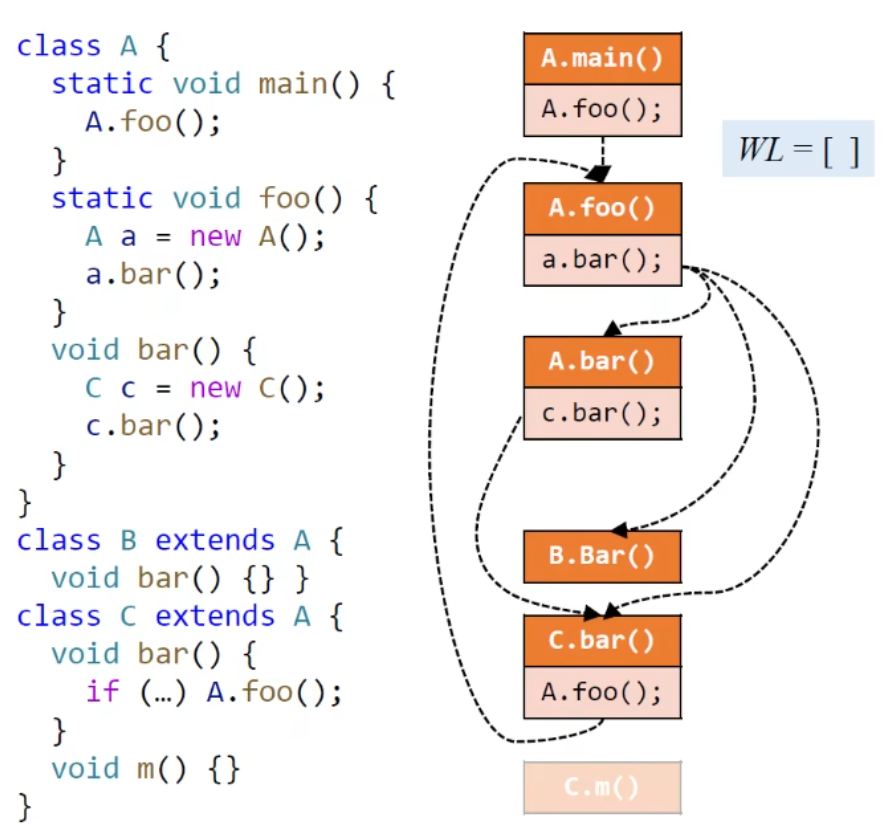 class A {
static void main() {
A.foo();
}
static void foo() {
A a = new A();
a.bar();
}
void bar() {
C c = new C();
c.bar();
}
}
class B extends A {
void bar() {} }
class C extends A {
void bar() {
if (…) A.foo();
}
void m() {}
}
A.main()
A.foo();
WL = [ ]
A.foo()
a.bar();
A.bar()
c.bar();
B.Bar()
C.bar()
A.foo();
C.m()